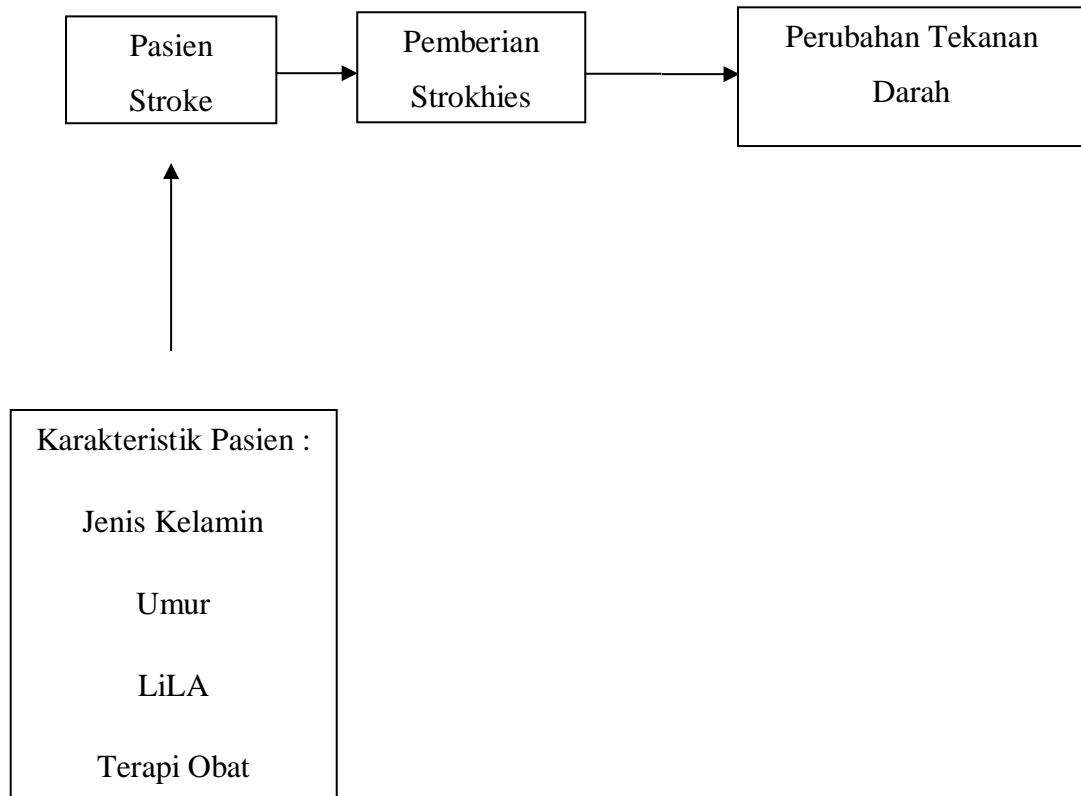 Pasien
Stroke
Pemberian
Strokhies
Perubahan Tekanan
Darah
Karakteristik Pasien :
Jenis Kelamin
Umur
LiLA
Terapi Obat